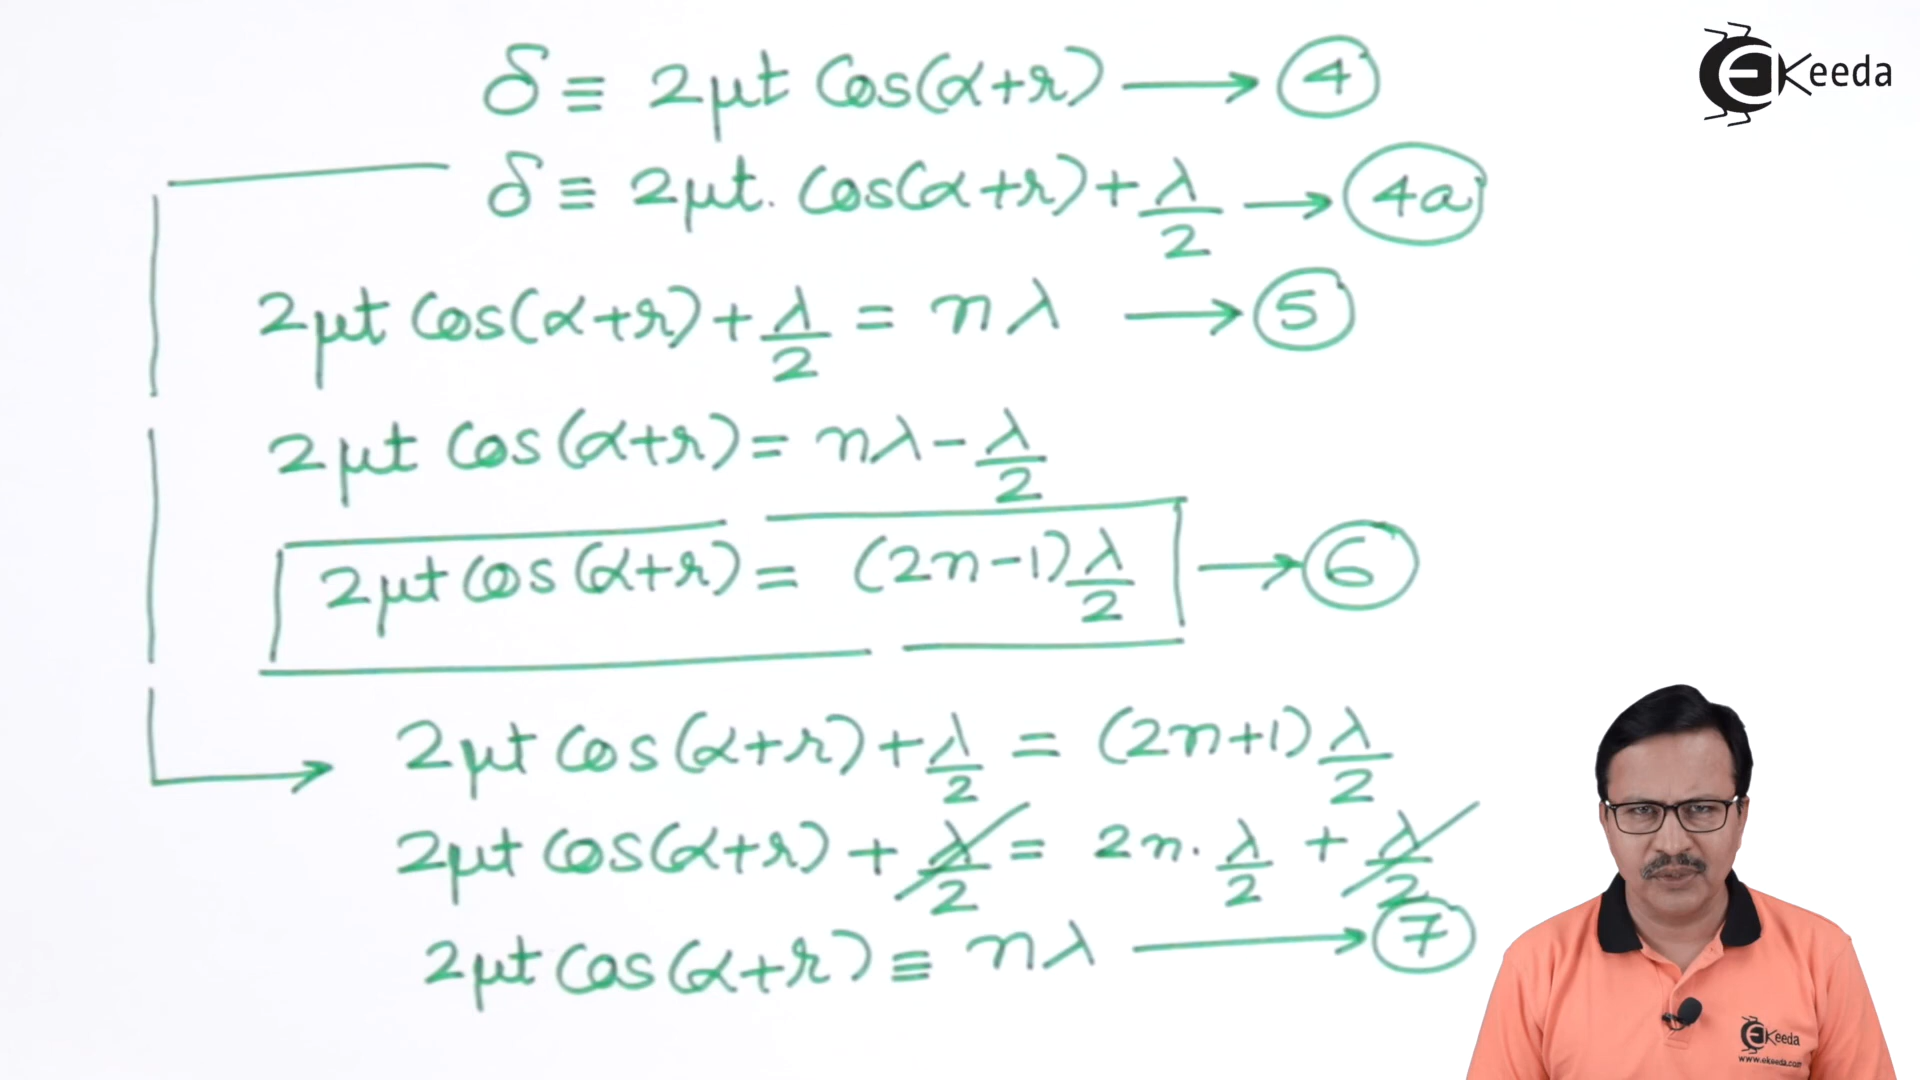 δ ≡ 2μt Cos(α+r) → 4
EKeeda
δ ≡ 2μt. Cos(α+r) + λ/2 → 4a
2μt Cos(α+r) + λ/2 = nλ → 5
2μt Cos(α+r) = nλ - λ/2
2μt Cos(α+r) = (2n-1) λ/2 → 6
2μt Cos(α+r) + λ/2 = (2n+1) λ/2
2μt Cos(α+r) + λ/2 = 2n. λ/2 + λ/2
2μt Cos(α+r) ≡ nλ → 7
EKeeda
www.ekeeda.com